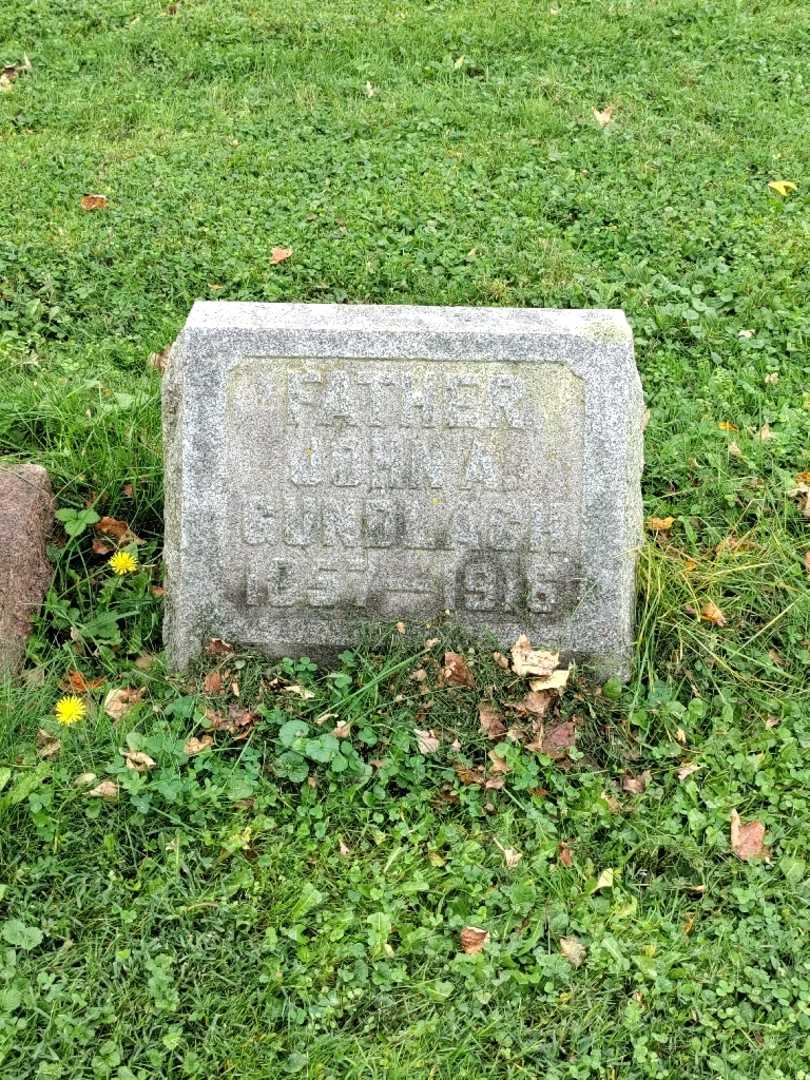 FATHER
JOHN A.
GUNDLACH
1857—1916